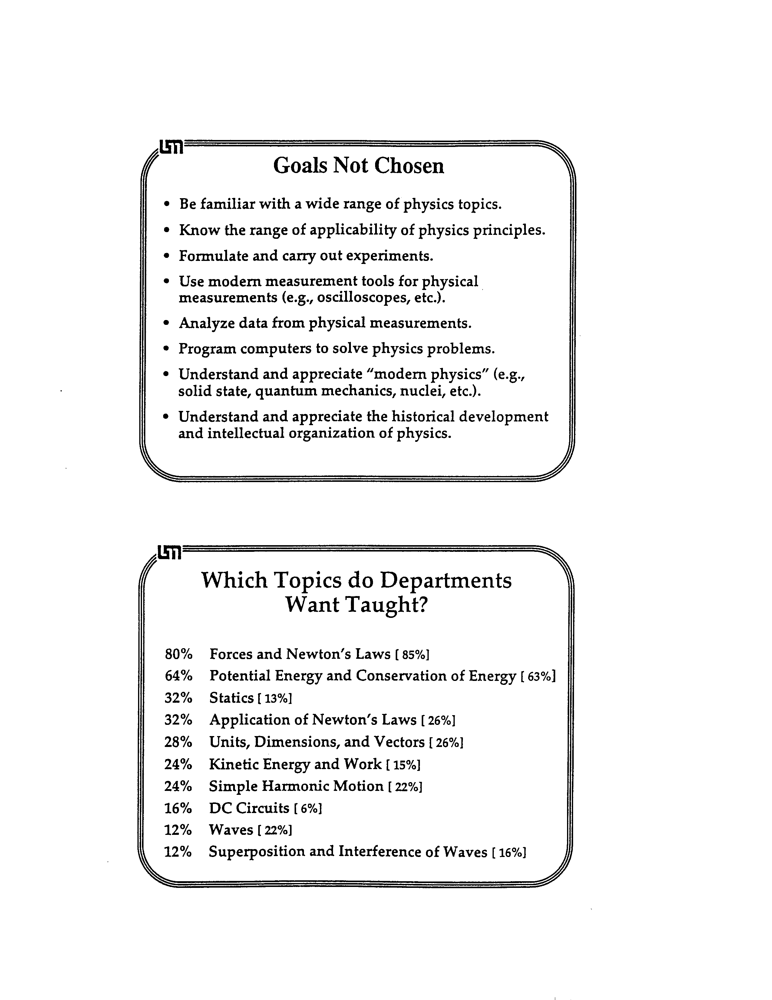 Goals Not Chosen
• Be familiar with a wide range of physics topics.
• Know the range of applicability of physics principles.
• Formulate and carry out experiments.
• Use modern measurement tools for physical
measurements (e.g., oscilloscopes, etc.).
• Analyze data from physical measurements.
• Program computers to solve physics problems.
• Understand and appreciate "modern physics" (e.g.,
solid state, quantum mechanics, nuclei, etc.).
• Understand and appreciate the historical development
and intellectual organization of physics.
Which Topics do Departments
Want Taught?
80% Forces and Newton's Laws [ 85%]
64% Potential Energy and Conservation of Energy [ 63%]
32% Statics [ 13%]
32% Application of Newton's Laws [ 26%]
28% Units, Dimensions, and Vectors [ 26%]
24% Kinetic Energy and Work [ 15%]
24% Simple Harmonic Motion [ 22%]
16% DC Circuits [ 6%]
12% Waves [ 22%]
12% Superposition and Interference of Waves [ 16%]